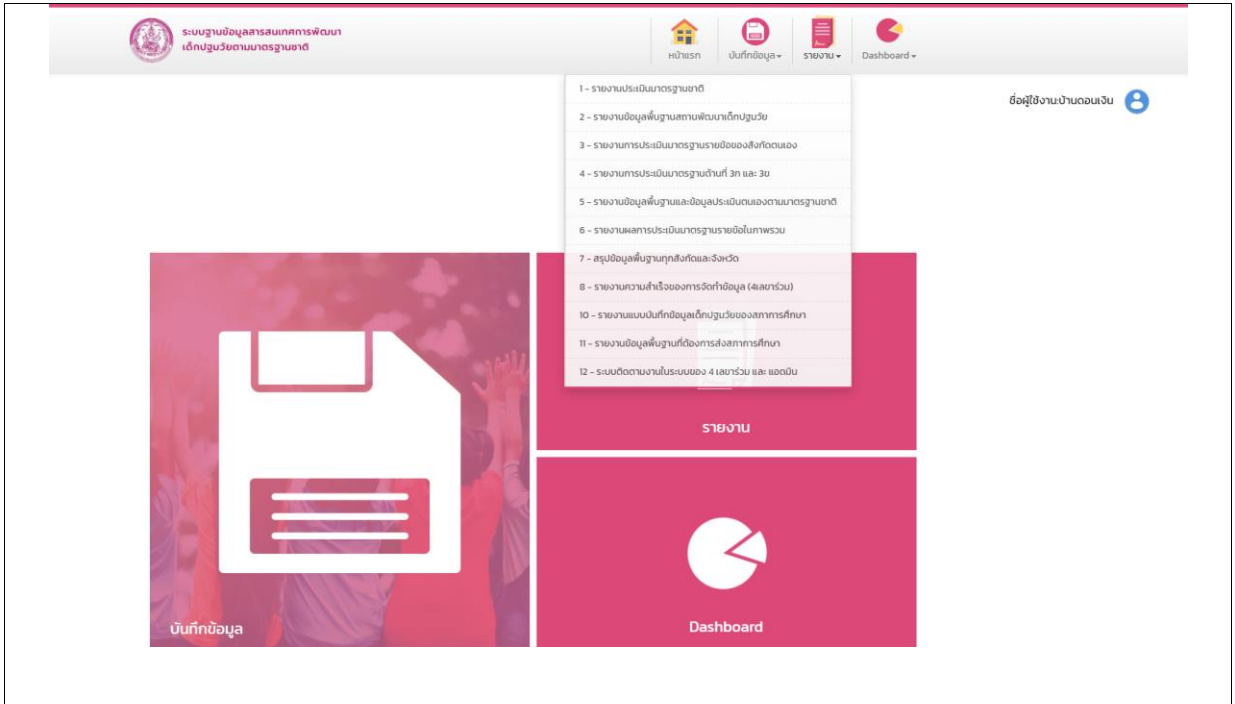 ระบบฐานข้อมูลสารสนเทศการพัฒนา
เด็กปฐมวัยตามมาตรฐานชาติ
หน้าแรก
บันทึกข้อมูล
รายงาน
Dashboard
1 - รายงานประเมินมาตรฐานชาติ
2 - รายงานข้อมูลพื้นฐานสถานพัฒนาเด็กปฐมวัย
3 - รายงานการประเมินมาตรฐานรายข้อของสังกัดตนเอง
4 - รายงานการประเมินมาตรฐานด้านที่ 3ก และ 3ข
5 - รายงานข้อมูลพื้นฐานและข้อมูลประเมินตนเองตามมาตรฐานชาติ
6 - รายงานผลการประเมินมาตรฐานรายข้อในภาพรวม
7 - สรุปข้อมูลพื้นฐานทุกสังกัดและจังหวัด
8 - รายงานความสำเร็จของการจัดทำข้อมูล (4เลขาร่วม)
10 - รายงานแบบบันทึกข้อมูลเด็กปฐมวัยของสภาการศึกษา
11 - รายงานข้อมูลพื้นฐานที่ต้องการส่งสภาการศึกษา
12 - ระบบติดตามงานในระบบของ 4 เลขาร่วม และ แอดมิน
ชื่อผู้ใช้งาน:บ้านดอนเงิน
บันทึกข้อมูล
รายงาน
Dashboard